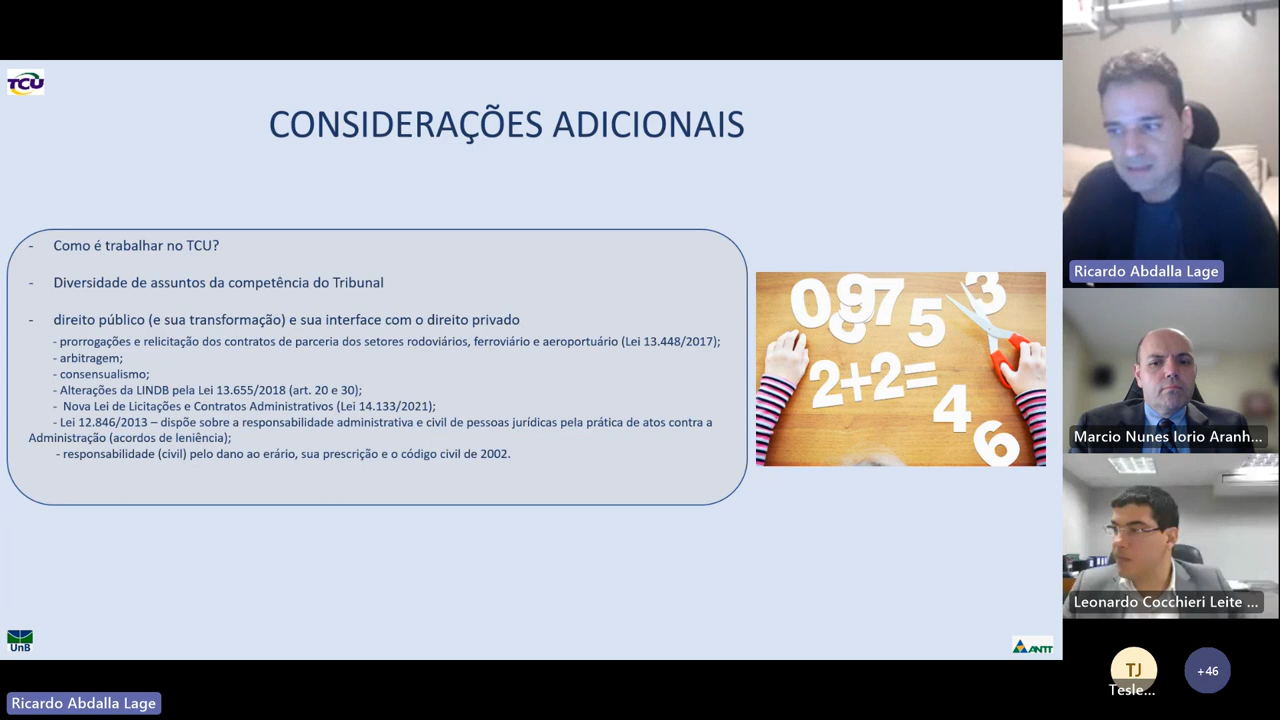 TCU
CONSIDERAÇÕES ADICIONAIS
- Como é trabalhar no TCU?
- Diversidade de assuntos da competência do Tribunal
- direito público (e sua transformação) e sua interface com o direito privado
- prorrogações e relicitação dos contratos de parceria dos setores rodoviários, ferroviário e aeroportuário (Lei 13.448/2017);
- arbitragem;
- consensualismo;
- Alterações da LINDB pela Lei 13.655/2018 (art. 20 e 30);
- Nova Lei de Licitações e Contratos Administrativos (Lei 14.133/2021);
- Lei 12.846/2013 – dispõe sobre a responsabilidade administrativa e civil de pessoas jurídicas pela prática de atos contra a
Administração (acordos de leniência);
- responsabilidade (civil) pelo dano ao erário, sua prescrição e o código civil de 2002.
0 9 8 7 5 3
2+2=
4
6
UnB
ANTT
Ricardo Abdalla Lage
Ricardo Abdalla Lage
Marcio Nunes Iorio Aranh...
Leonardo Cocchieri Leite ...
TJ
Tesle...
+46